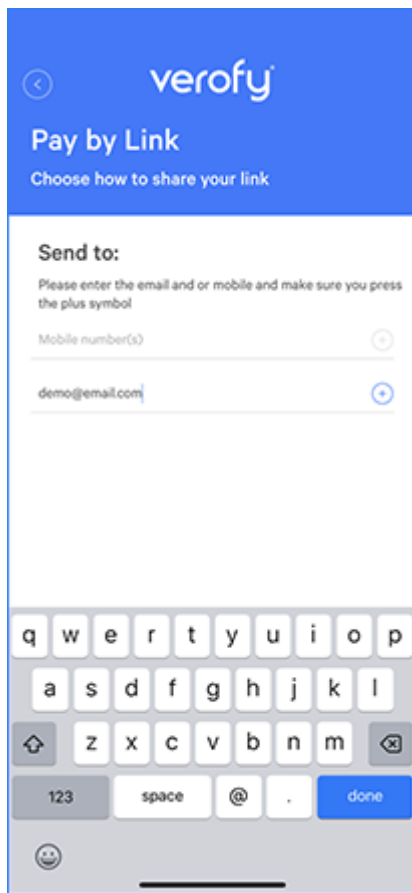 verofy
Pay by Link
Choose how to share your link
Send to:
Please enter the email and or mobile and make sure you press
the plus symbol
Mobile number(s)
demo@email.com
q w e r t y u i o p
a s d f g h j k l
z x c v b n m
123 space @ . done